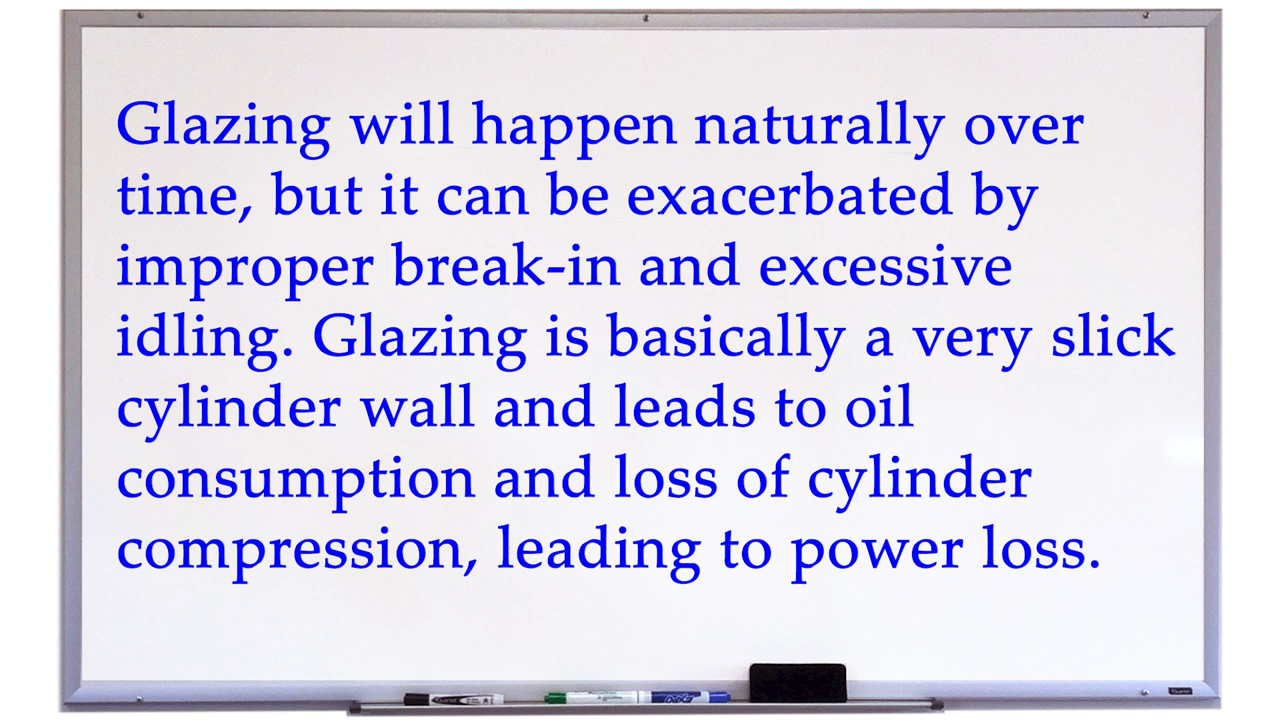 Glazing will happen naturally over
time, but it can be exacerbated by
improper break-in and excessive
idling. Glazing is basically a very slick
cylinder wall and leads to oil
consumption and loss of cylinder
compression, leading to power loss.